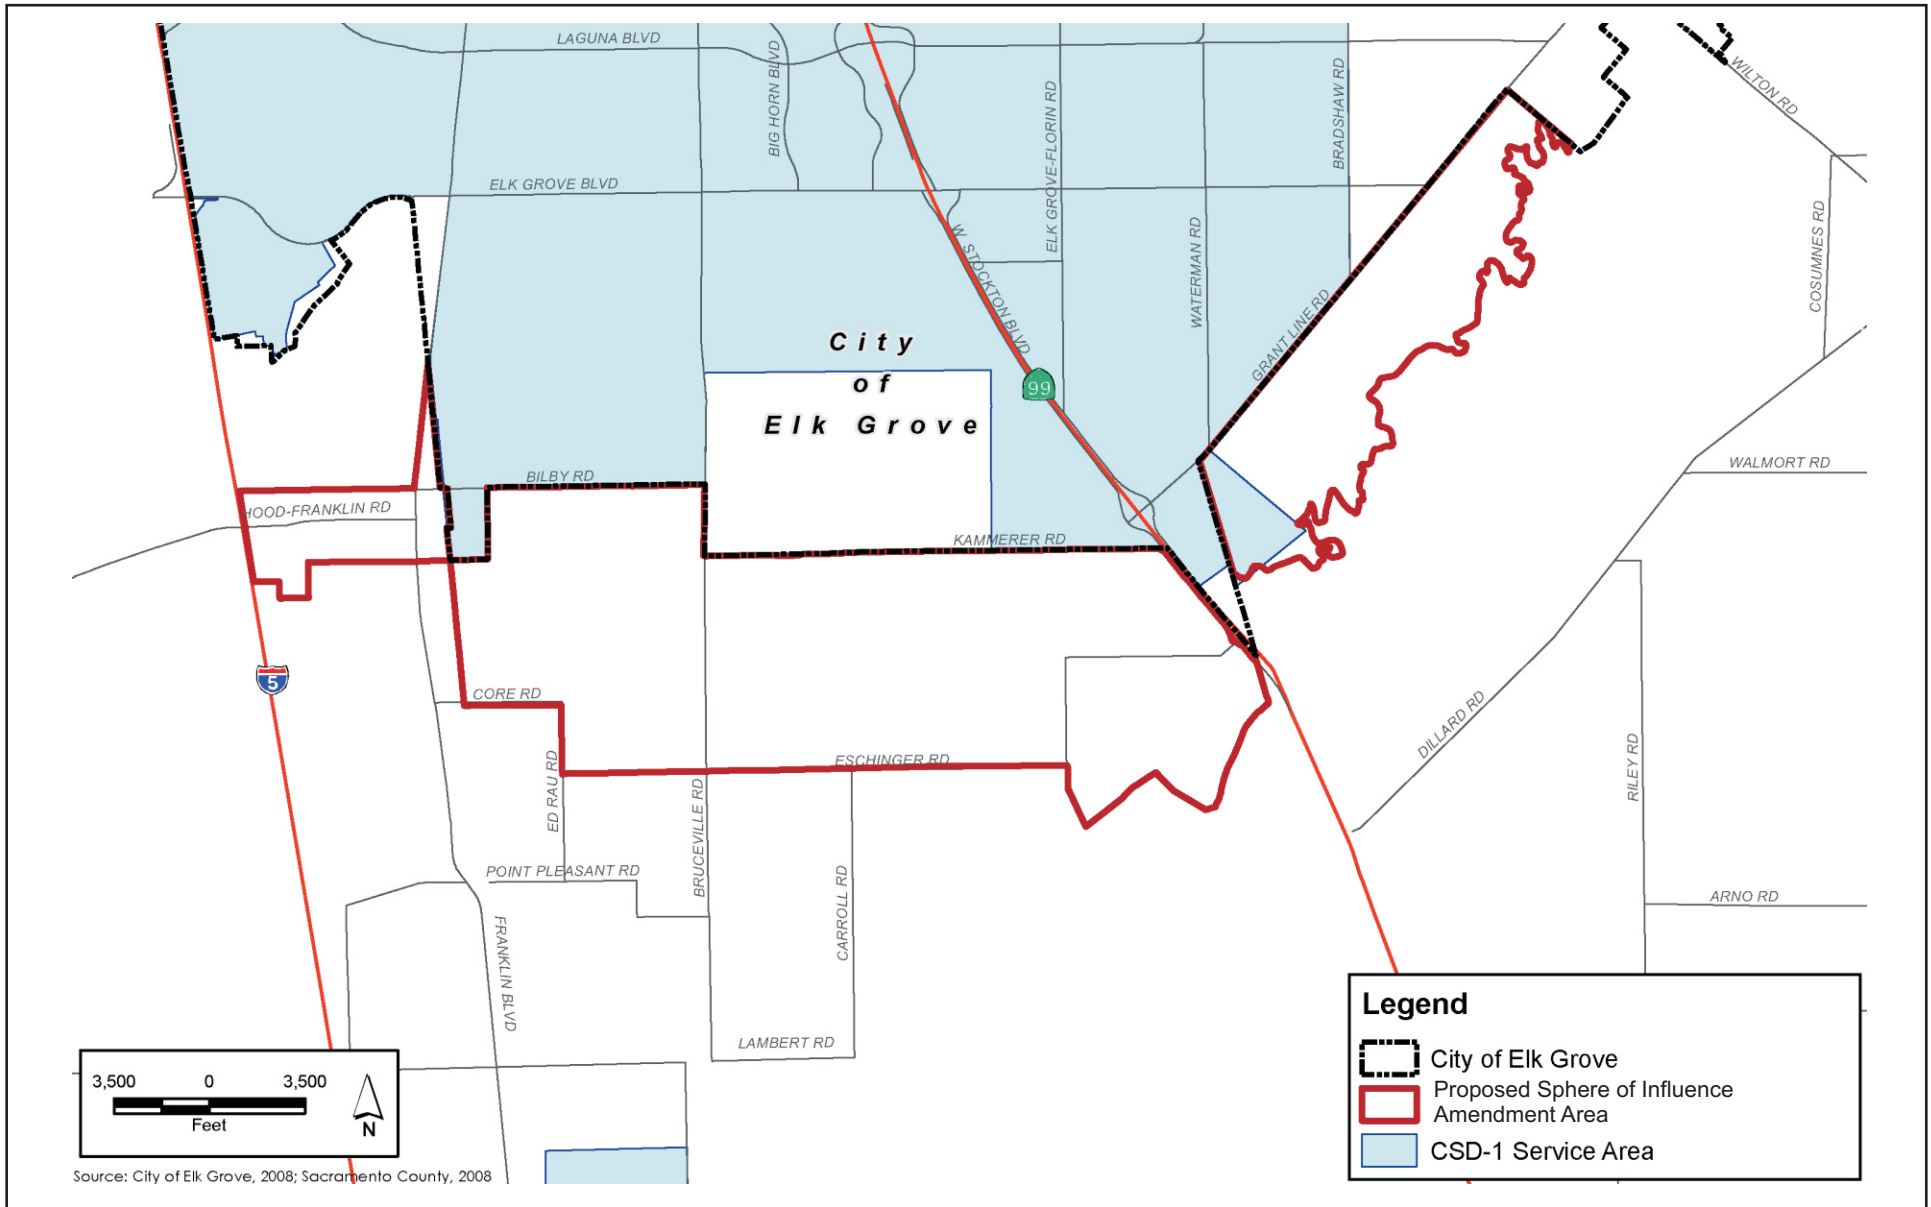 LAGUNA BLVD
BIG HORN BLVD
ELK GROVE-FLORIN RD
BRADSHAW RD
WILTON RD
ELK GROVE BLVD
W STOCKTON BLVD
WATERMAN RD
GRANT LINE RD
COSUMNES RD
City
of
Elk Grove
99
BILBY RD
HOOD-FRANKLIN RD
KAMMERER RD
WALMORT RD
5
CORE RD
ED RAU RD
BRUCEVILLE RD
ESCHINGER RD
DILLARD RD
RILEY RD
POINT PLEASANT RD
CARROLL RD
ARNO RD
FRANKLIN BLVD
LAMBERT RD
3,500 0 3,500
Feet
N
Source: City of Elk Grove, 2008; Sacramento County, 2008
Legend
City of Elk Grove
Proposed Sphere of Influence
Amendment Area
CSD-1 Service Area